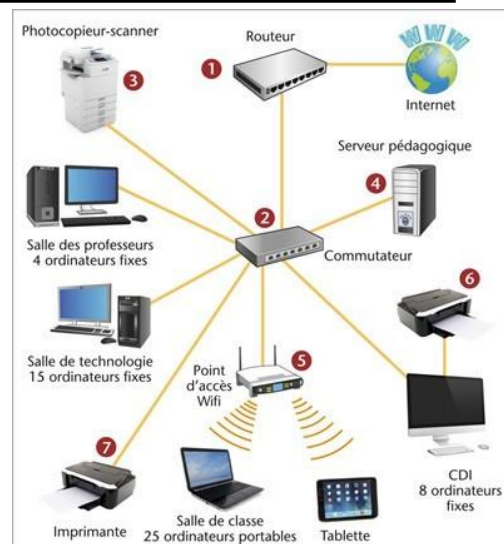 Photocopieur-scanner
3
Routeur
1
WWW
Internet
Serveur pédagogique
4
2
Commutateur
Salle des professeurs
4 ordinateurs fixes
6
Salle de technologie
15 ordinateurs fixes
Point
d'accès
Wifi
5
7
Imprimante
Salle de classe
25 ordinateurs portables
Tablette
CDI
8 ordinateurs
fixes